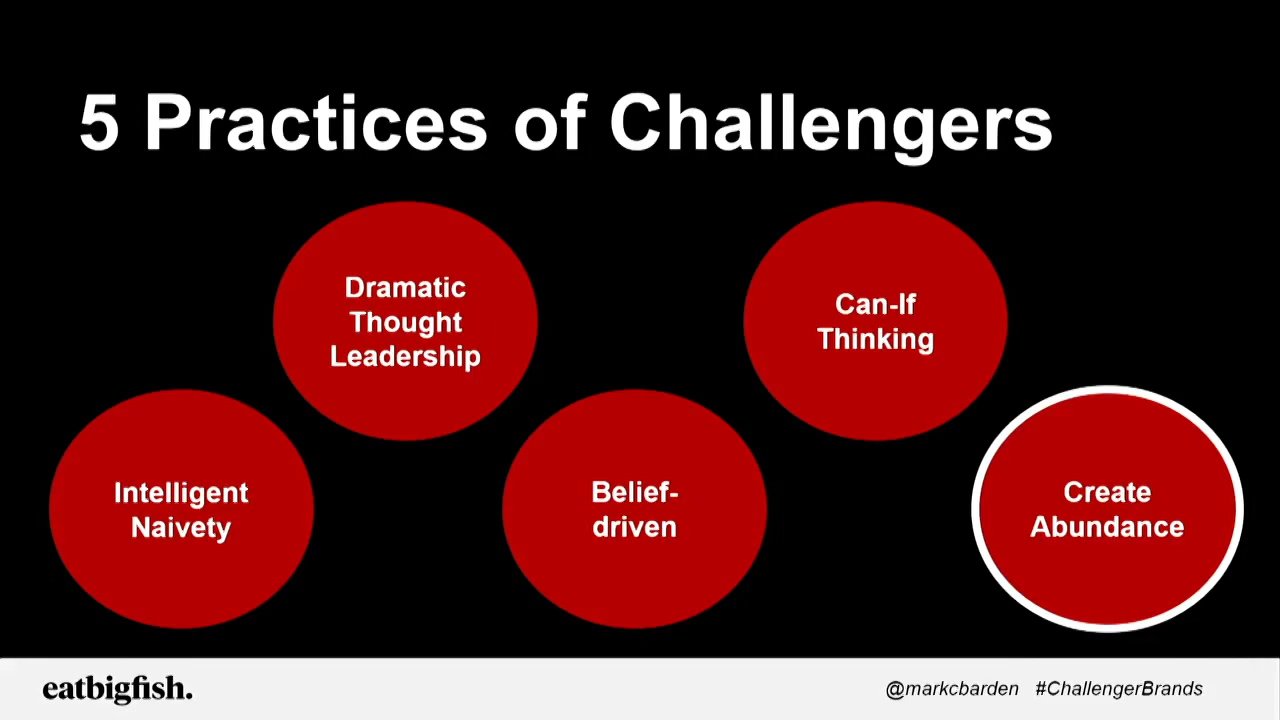 5 Practices of Challengers
Intelligent
Naivety
Dramatic
Thought
Leadership
Belief-
driven
Can-If
Thinking
Create
Abundance
eatbigfish.
@markcbarden #ChallengerBrands